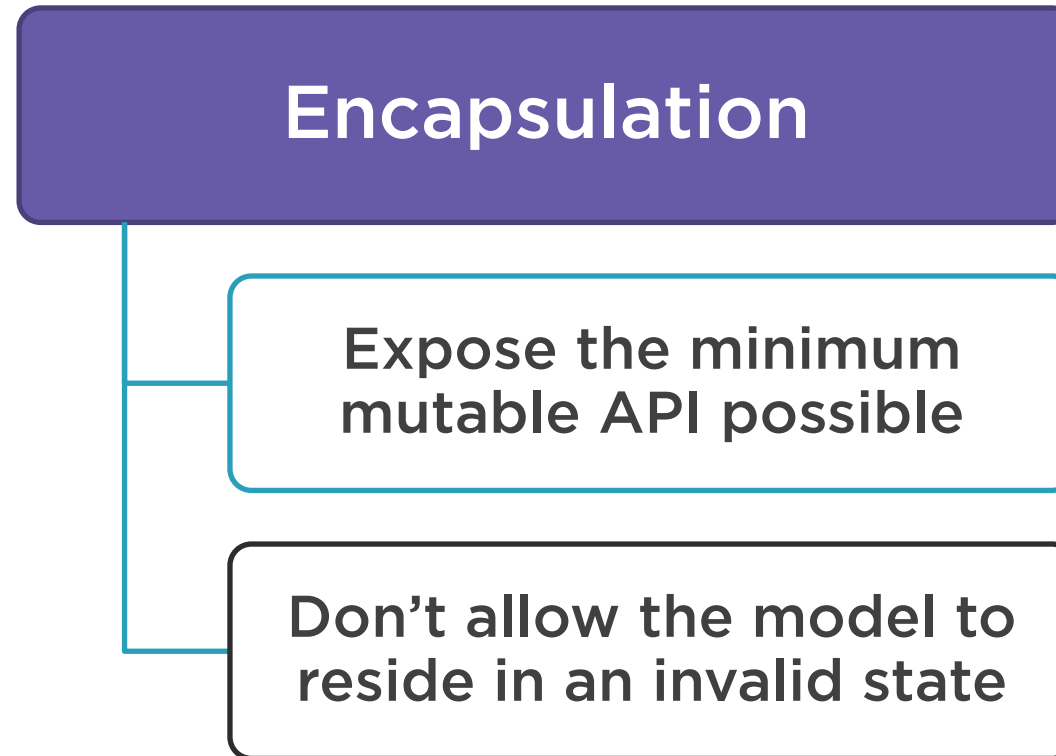 Encapsulation
Expose the minimum
mutable API possible
Don’t allow the model to
reside in an invalid state